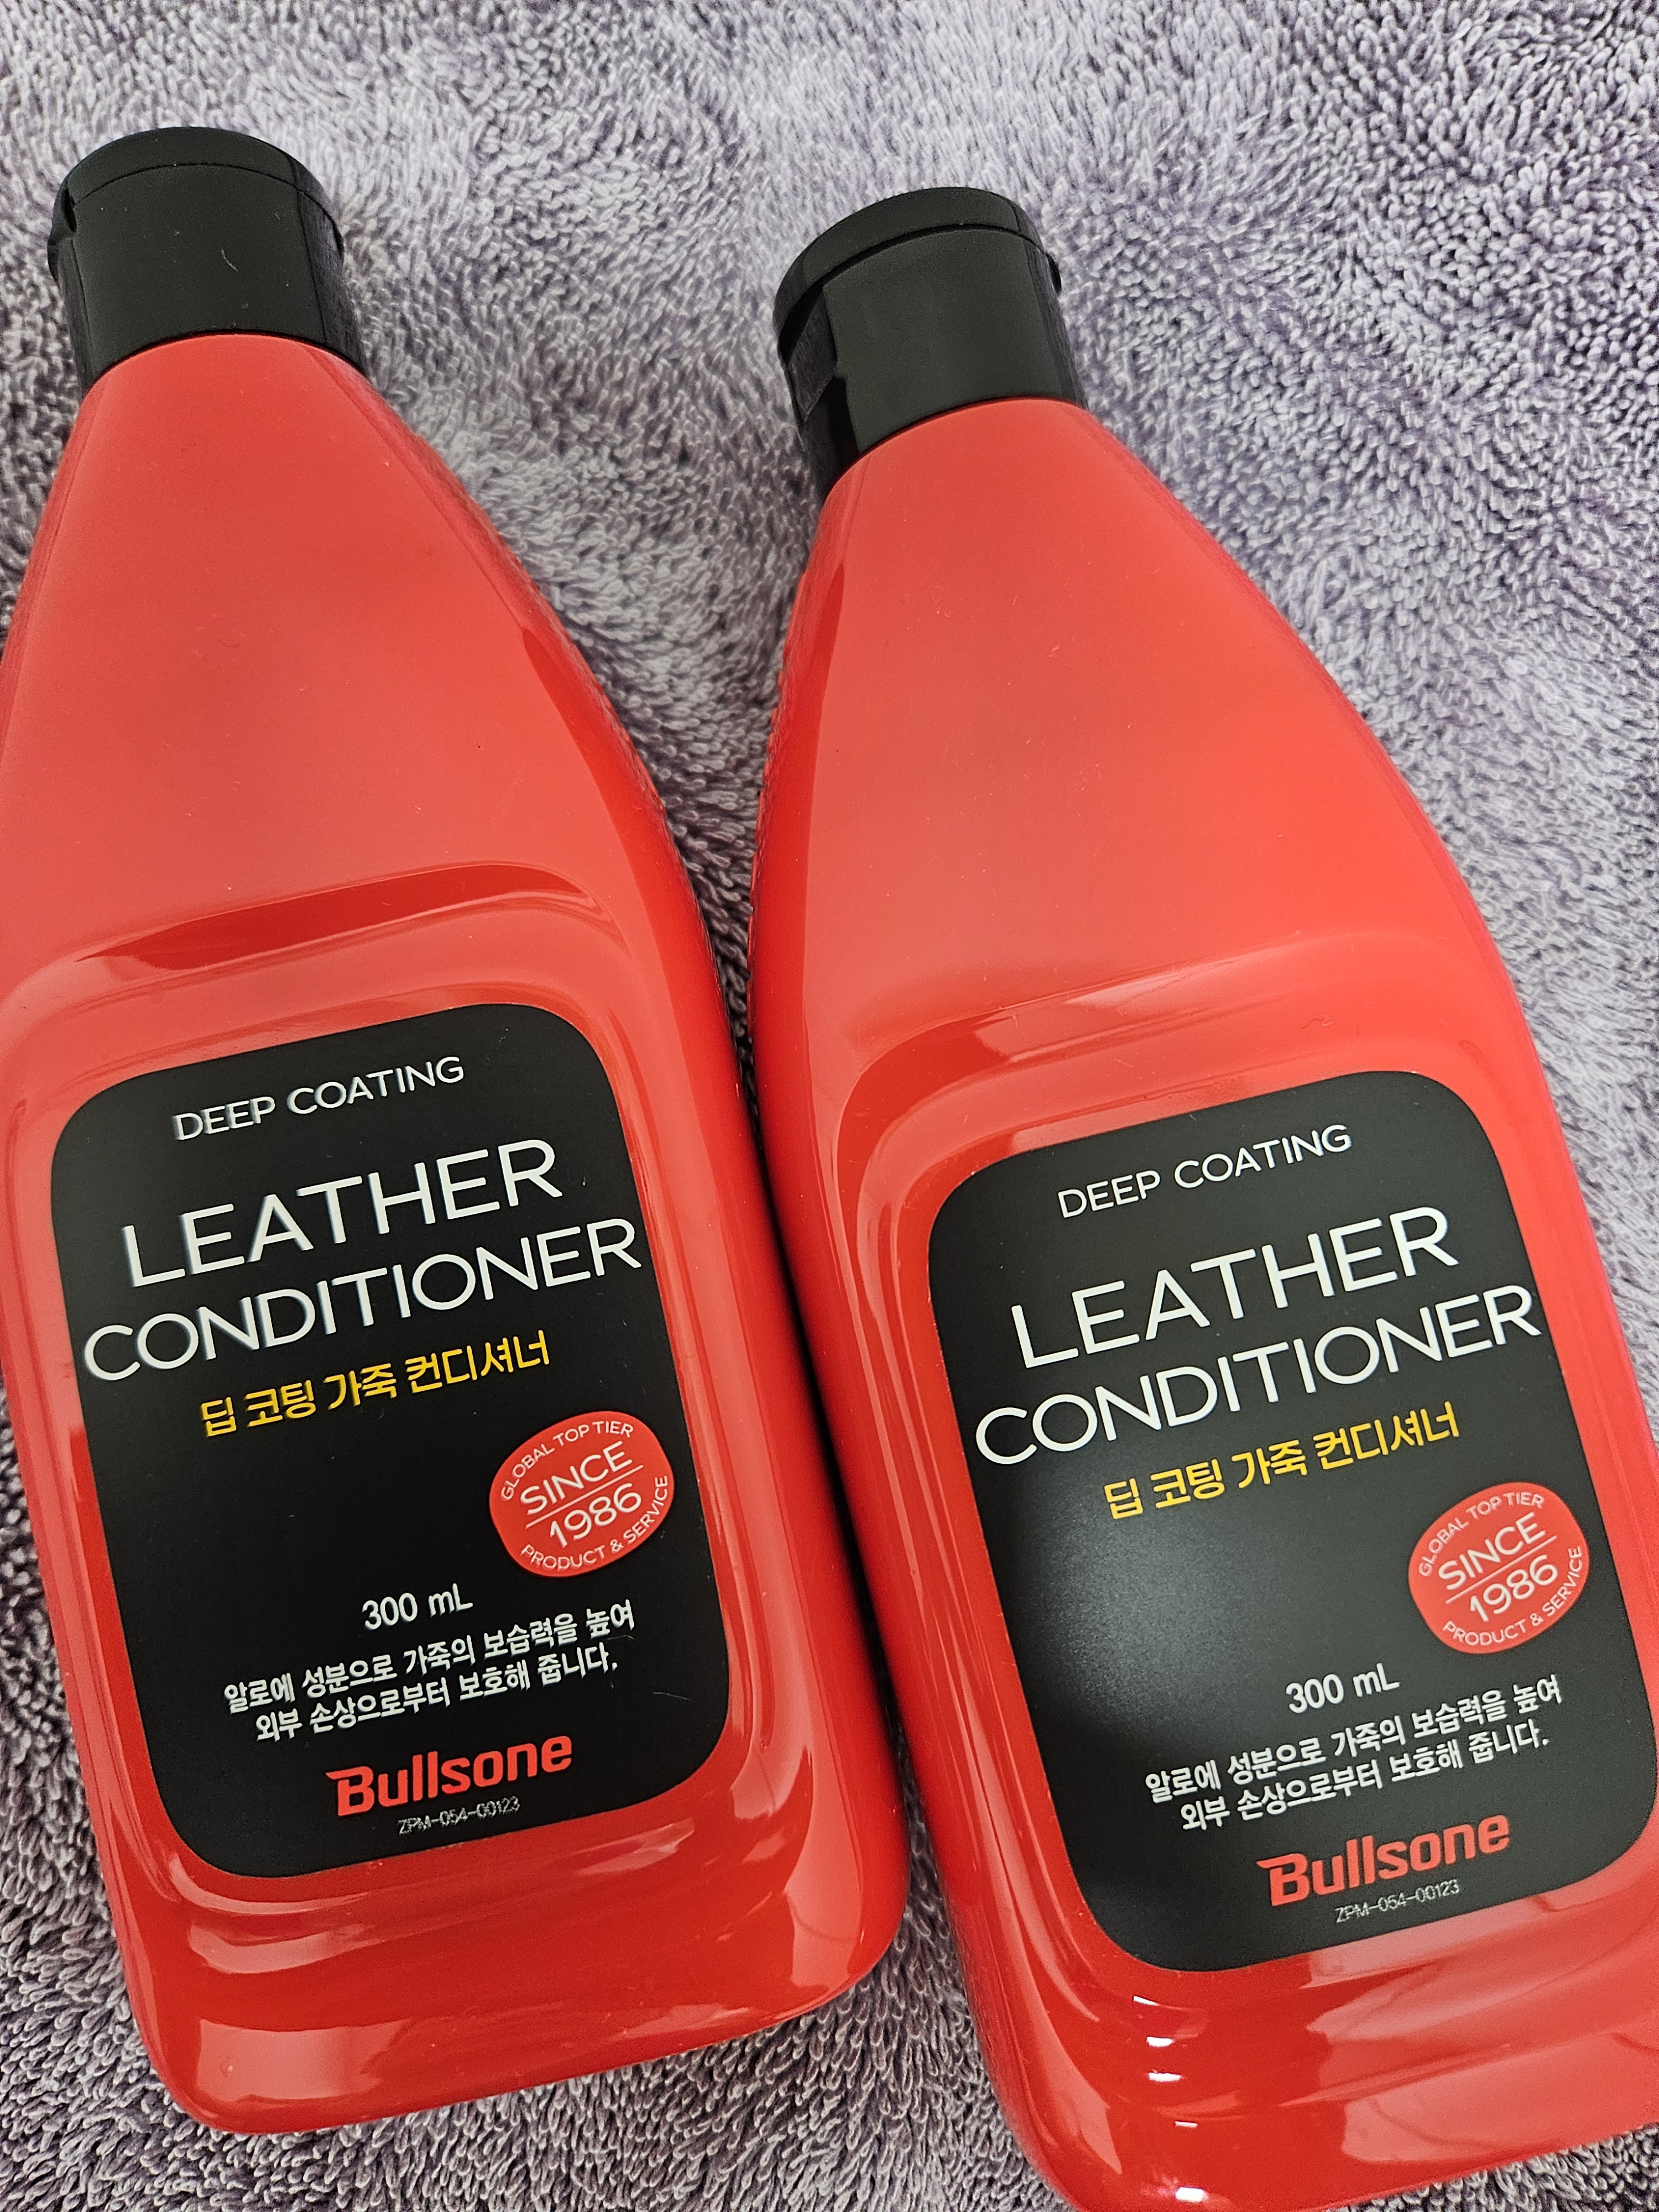 DEEP COATING
LEATHER
CONDITIONER
딥 코팅 가죽 컨디셔너
GLOBAL TOP TIER
SINCE
1986
PRODUCT & SERVICE
300 mL
알로에 성분으로 가죽의 보습력을 높여
외부 손상으로부터 보호해 줍니다.
Bullsone
ZPM-054-00123
DEEP COATING
LEATHER
CONDITIONER
딥 코팅 가죽 컨디셔너
GLOBAL TOP TIER
SINCE
1986
PRODUCT & SERVICE
300 mL
알로에 성분으로 가죽의 보습력을 높여
외부 손상으로부터 보호해 줍니다.
Bullsone
ZPM-054-00123